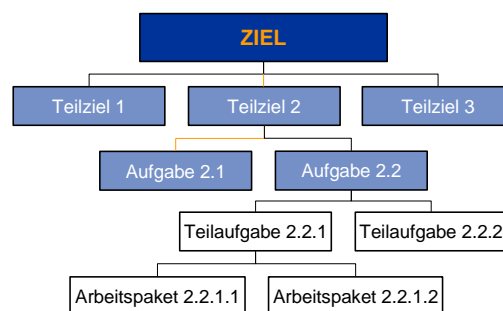 ZIEL
Teilziel 1
Teilziel 2
Teilziel 3
Aufgabe 2.1
Aufgabe 2.2
Teilaufgabe 2.2.1
Teilaufgabe 2.2.2
Arbeitspaket 2.2.1.1
Arbeitspaket 2.2.1.2